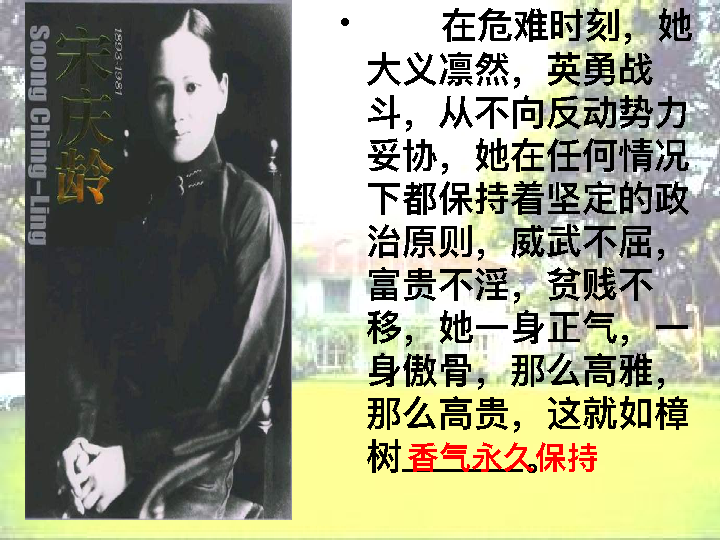 宋庆龄
1893-1981
Soong Ching-Ling
• 在危难时刻，她
大义凛然，英勇战
斗，从不向反动势力
妥协，她在任何情况
下都保持着坚定的政
治原则，威武不屈，
富贵不淫，贫贱不
移，她一身正气，一
身傲骨，那么高雅，
那么高贵，这就如樟
树香气永久保持。